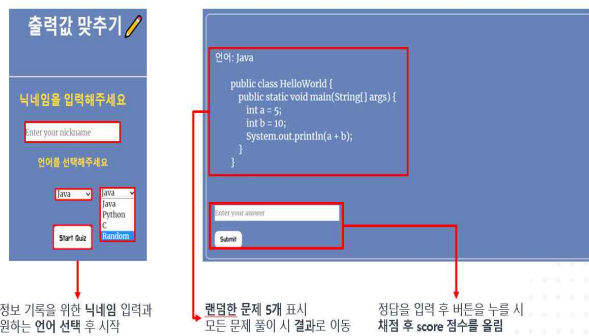 출력값 맞추기
닉네임을 입력해주세요
Enter your nickname
언어를 선택해주세요
Java
Java
Java
Python
C
Random
Start Quiz
정보 기록을 위한 닉네임 입력과
원하는 언어 선택 후 시작
언어: Java
public class HelloWorld {
public static void main(String[] args) {
int a = 5;
int b = 10;
System.out.println(a + b);
}
}
Enter your answer
Submit
랜덤한 문제 5개 표시
모든 문제 풀이 시 결과로 이동
정답을 입력 후 버튼을 누를 시
채점 후 score 점수를 올림